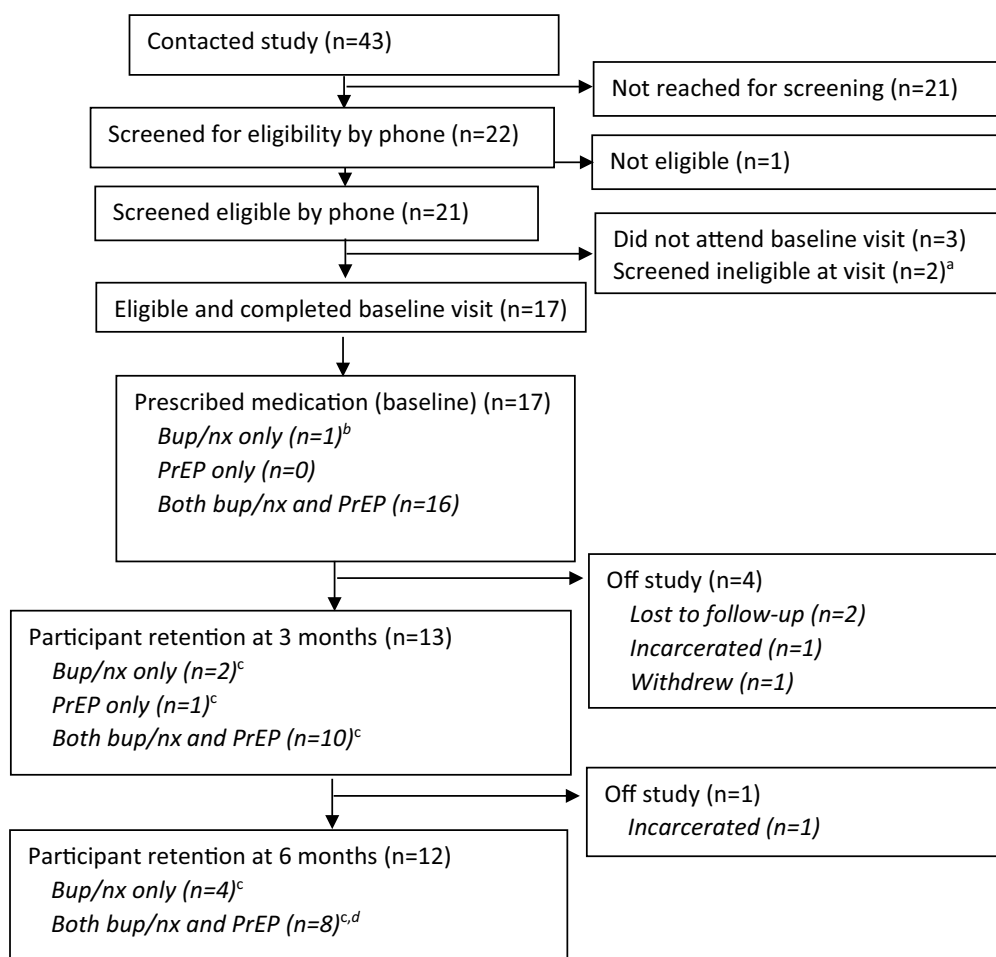 Contacted study (n=43)
Not reached for screening (n=21)
Screened for eligibility by phone (n=22)
Not eligible (n=1)
Screened eligible by phone (n=21)
Did not attend baseline visit (n=3)
Screened ineligible at visit (n=2)ᵃ
Eligible and completed baseline visit (n=17)
Prescribed medication (baseline) (n=17)
Bup/nx only (n=1)ᵇ
PrEP only (n=0)
Both bup/nx and PrEP (n=16)
Off study (n=4)
Lost to follow-up (n=2)
Incarcerated (n=1)
Withdrew (n=1)
Participant retention at 3 months (n=13)
Bup/nx only (n=2)ᶜ
PrEP only (n=1)ᶜ
Both bup/nx and PrEP (n=10)ᶜ
Off study (n=1)
Incarcerated (n=1)
Participant retention at 6 months (n=12)
Bup/nx only (n=4)ᶜ
Both bup/nx and PrEP (n=8)ᶜ,ᵈ